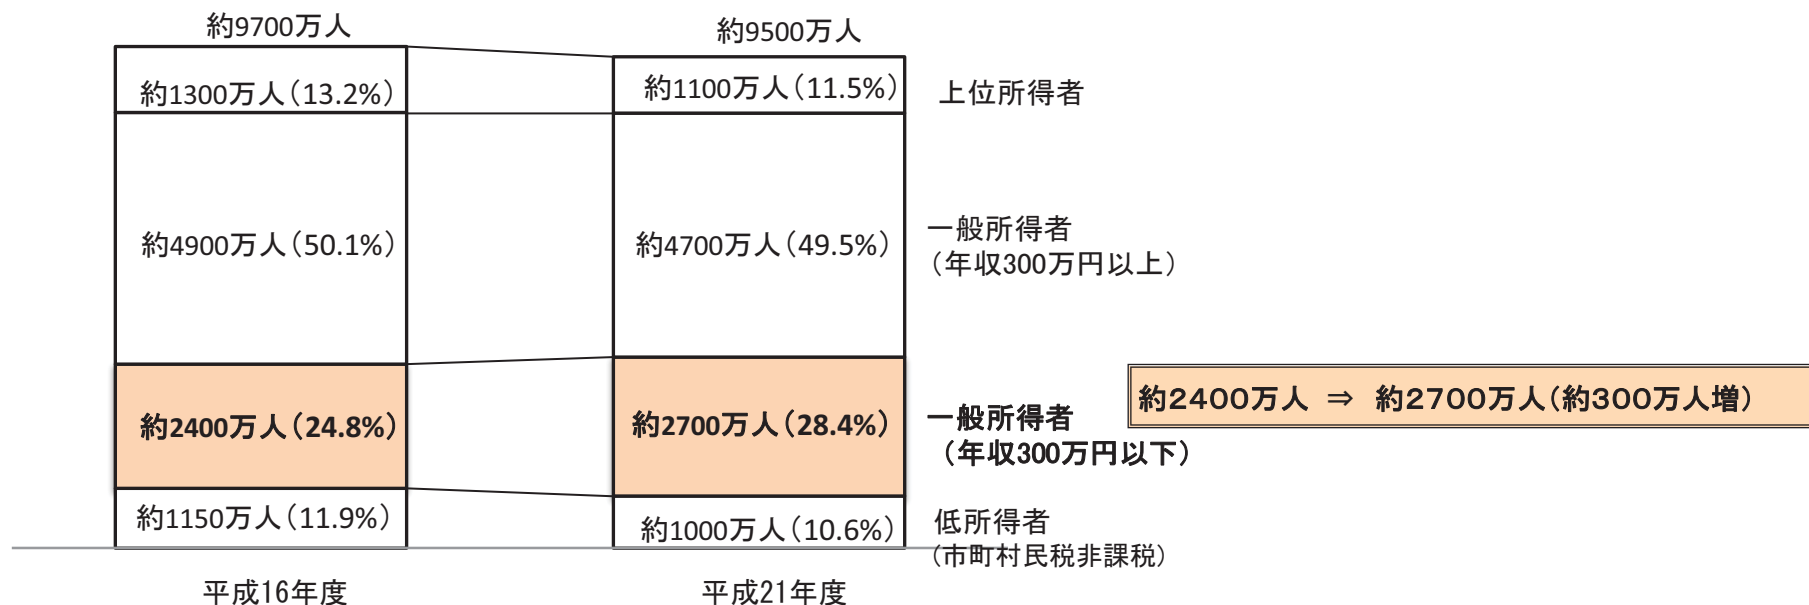 約9700万人
約9500万人
約1300万人（13.2%）
約1100万人（11.5%）
上位所得者
約4900万人（50.1%）
約4700万人（49.5%）
一般所得者
（年収300万円以上）
約2400万人（24.8%）
約2700万人（28.4%）
一般所得者
（年収300万円以下）
約２４００万人 ⇒ 約２７００万人（約３００万人増）
約1150万人（11.9%）
約1000万人（10.6%）
低所得者
（市町村民税非課税）
平成16年度
平成21年度